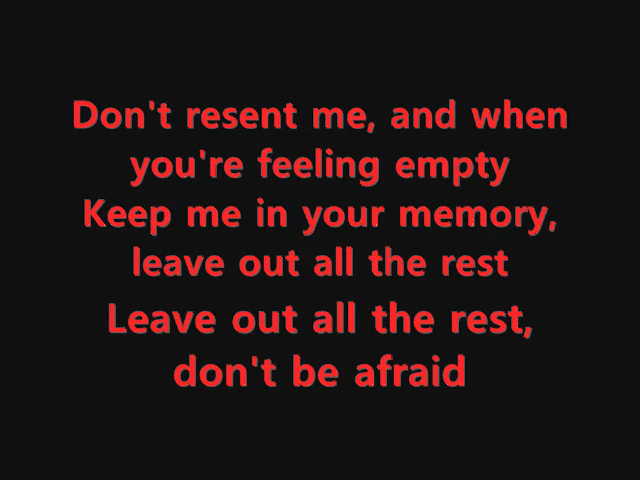 Don't resent me, and when
you're feeling empty
Keep me in your memory,
leave out all the rest
Leave out all the rest,
don't be afraid